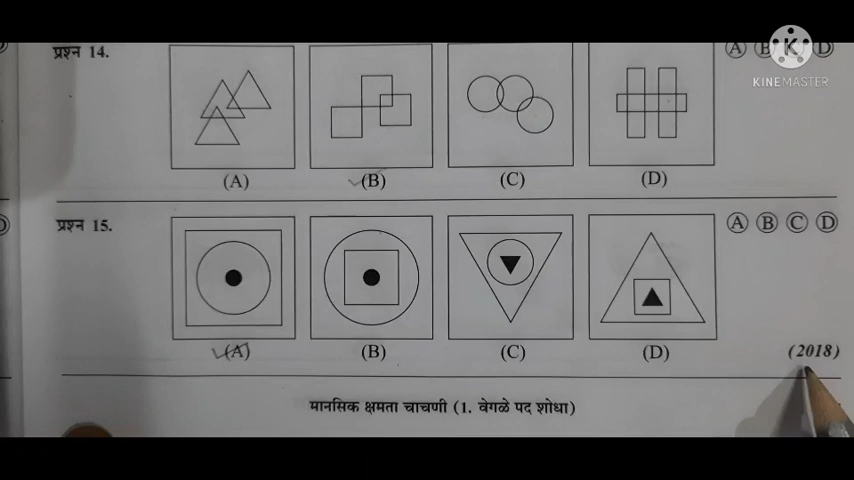 प्रश्न 14.
A B C D
K
KINEMASTER
(A) (B) (C) (D)
प्रश्न 15.
A B C D
(A) (B) (C) (D)
(2018)
मानसिक क्षमता चाचणी (1. वेगळे पद शोधा)